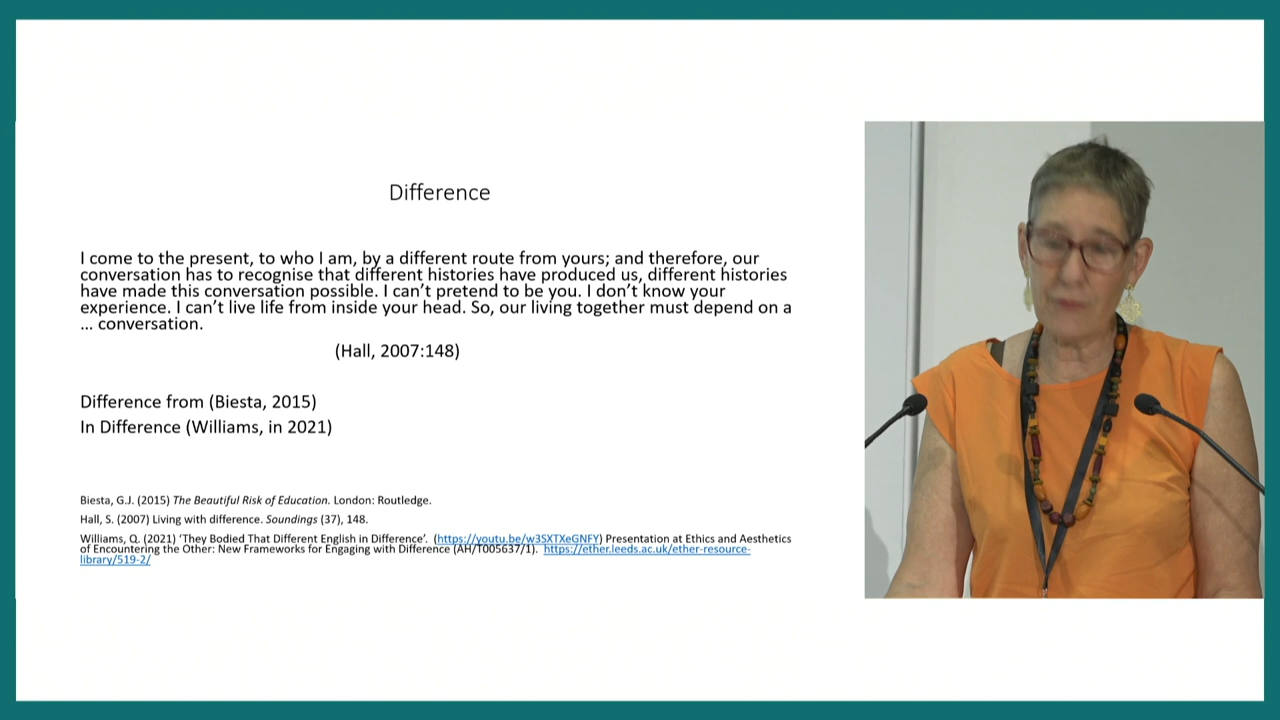 Difference
I come to the present, to who I am, by a different route from yours; and therefore, our
conversation has to recognise that different histories have produced us, different histories
have made this conversation possible. I can’t pretend to be you. I don’t know your
experience. I can’t live life from inside your head. So, our living together must depend on a
... conversation.
(Hall, 2007:148)
Difference from (Biesta, 2015)
In Difference (Williams, in 2021)
Biesta, G.J. (2015) The Beautiful Risk of Education. London: Routledge.
Hall, S. (2007) Living with difference. Soundings (37), 148.
Williams, Q. (2021) ‘They Bodied That Different English in Difference’. (https://youtu.be/w3SXTXeGNFY) Presentation at Ethics and Aesthetics
of Encountering the Other: New Frameworks for Engaging with Difference (AH/T005637/1). https://ether.leeds.ac.uk/ether-resource-
library/519-2/